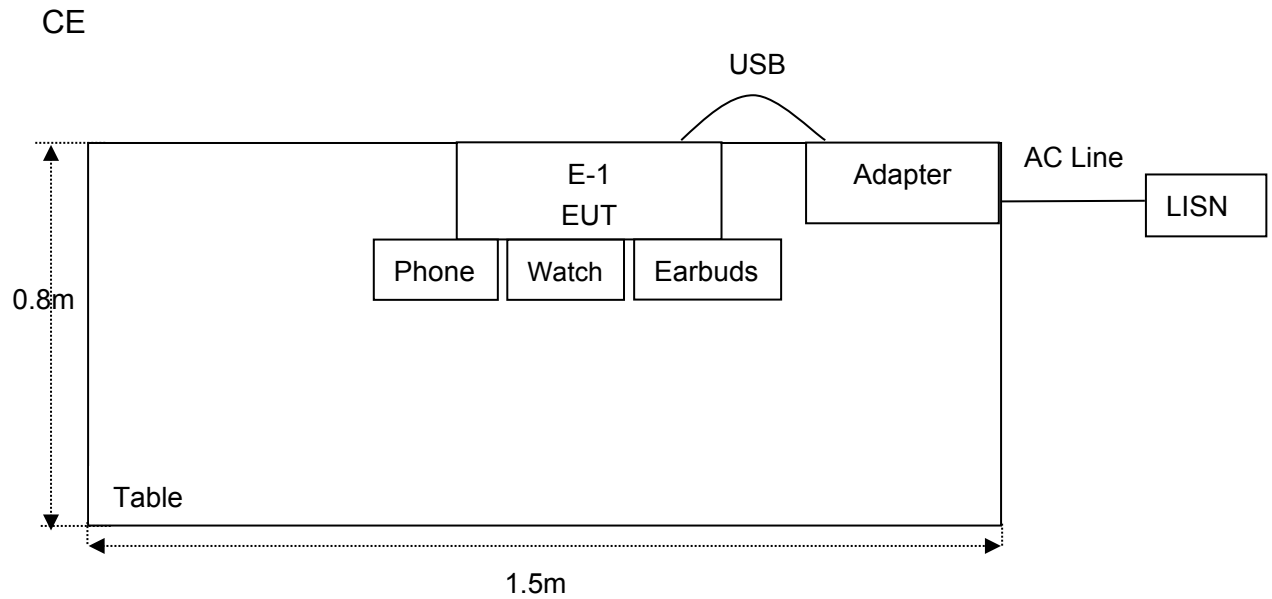 CE
USB
E-1
EUT
Adapter
AC Line
LISN
Phone
Watch
Earbuds
0.8m
Table
1.5m